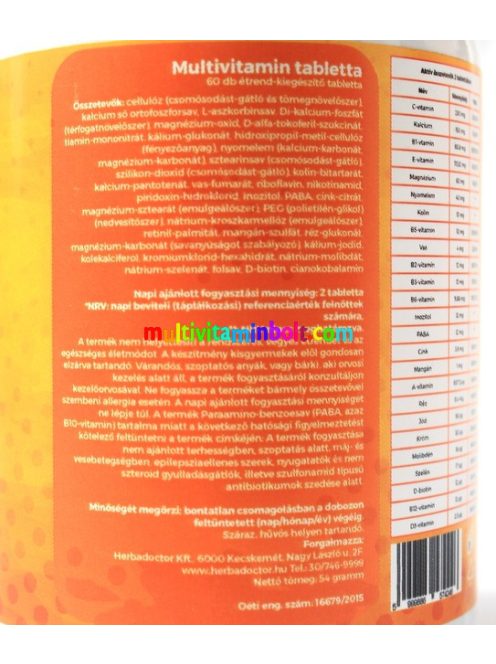 Multivitamin tabletta
60 db étrend-kiegészítő tabletta
Összetevők: cellulóz (csomósodást-gátló és tömegnövelőszer),
kalcium só ortofoszforsav, L-aszkorbinsav, Di-kalcium-foszfát
(térfogatnövelőszer), magnézium-oxid, D-alfa-tokoferil-szukcinát,
tiamin-mononitrát, kálium-glukonát, hidroxipropil-metil-cellulóz
(fényezőanyag), nyomelem (kalcium-karbonát,
magnézium-karbonát), sztearinsav (csomósodást-gátló),
szilikon-dioxid (csomósodást-gátló), kolin-bitartarát,
kalcium-pantotenát, vas-fumarát, riboflavin, nikotinamid,
piridoxin-hidroklorid, inozitol, PABA, cink-citrát,
magnézium-sztearát (emulgeálószer), PEG (polietilén-glikol)
(nedvesítőszer), nátrium-kroszkarmellóz (emulgeálószer),
retinil-palmitát, mangán-szulfát, réz-glukonát,
magnézium-karbonát (savanyúságot szabályozó), kálium-jodid,
kolekalciferol, kromiumklorid-hexahidrát, nátrium-molibdát,
nátrium-szelenát, folsav, D-biotin, cianokobalamin
Napi ajánlott fogyasztási mennyiség: 2 tabletta
*NRV: napi beviteli (táplálkozási) referenciaérték felnőttek
számára.
multivitaminbolt.com
A termék nem helyettesíti az
egészséges életmódot. A készítmény kisgyermekek elől gondosan
elzárva tartandó. Várandós, szoptatós anyák, vagy bárki, aki orvosi
kezelés alatt áll, a termék fogyasztásáról konzultáljon
kezelőorvosával. Ne fogyassza a terméket bármely összetevővel
szembeni allergia esetén. A napi ajánlott fogyasztási mennyiséget
ne lépje túl. A termék Paraamino-benzoesav (PABA, azaz
B10-vitamin) tartalma miatt a következő hatósági figyelmeztetést
kötelező feltüntetni a termék címkéjén: A termék fogyasztása
nem ajánlott terhességben, szoptatás alatt, máj- és
vesebetegségben, epilepsziaellenes szerek, nyugtatók és nem
szteroid gyulladásgátlók, illetve szulfonamid típusú
antibiotikumok szedése alatt.
Minőségét megőrzi: bontatlan csomagolásban a dobozon
feltüntetett (nap/hónap/év) végéig
Száraz, hűvös helyen tartandó.
Forgalmazza:
Herbadoctor Kft., 6000 Kecskemét, Nagy László u. 2F.
www.herbadoctor.hu Tel.: 30/746-9999
Nettó tömeg: 54 gramm
Oéti eng. szám: 16679/2015
Név
C-vitamin
Kalcium
B1-vitamin
E-vitamin
Magnézium
Nyomelem
Kolin
B5-vitamin
Vas
B2-vitamin
B3-vitamin
B6-vitamin
Inozitol
PABA
Cink
Mangán
A-vitamin
Réz
Jód
Króm
Molibdén
Szelén
D-biotin
B12-vitamin
D3-vitamin